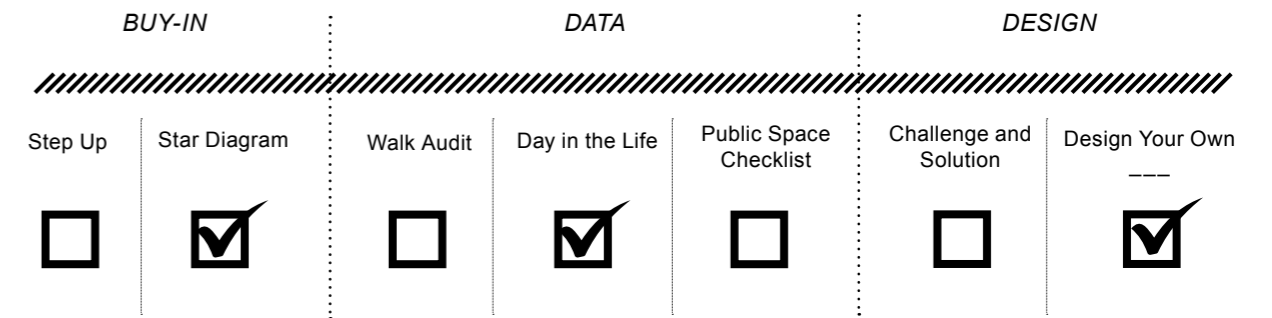 BUY-IN
DATA
DESIGN
Step Up
Star Diagram
Walk Audit
Day in the Life
Public Space
Checklist
Challenge and
Solution
Design Your Own
___